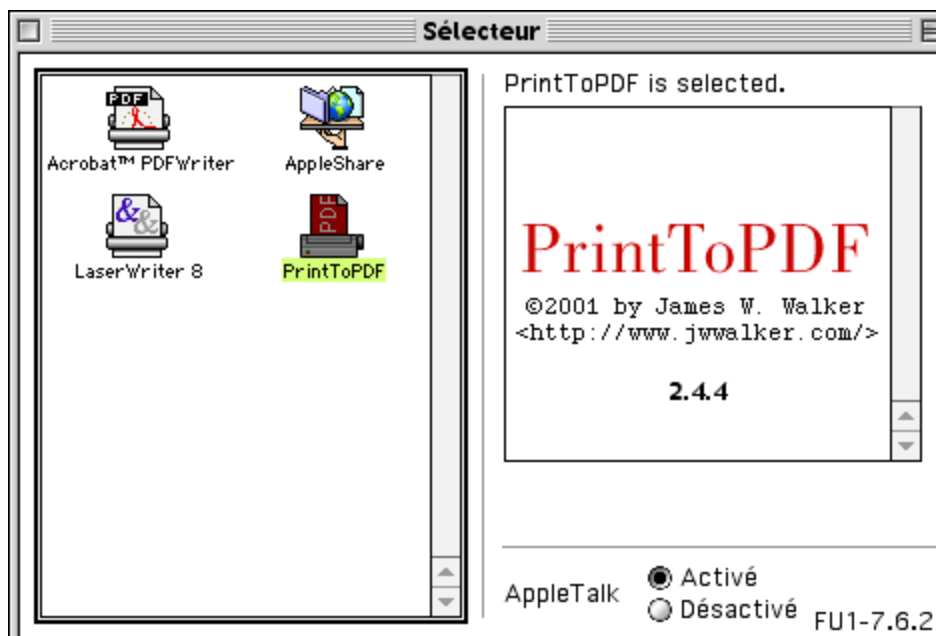 Sélecteur
PDF
Acrobat™ PDFWriter
AppleShare
&&
LaserWriter 8
PDF
PrintToPDF
PrintToPDF is selected.
PrintToPDF
©2001 by James W. Walker
<http://www.jwwalker.com/>
2.4.4
AppleTalk
Activé
Désactivé
FU1-7.6.2